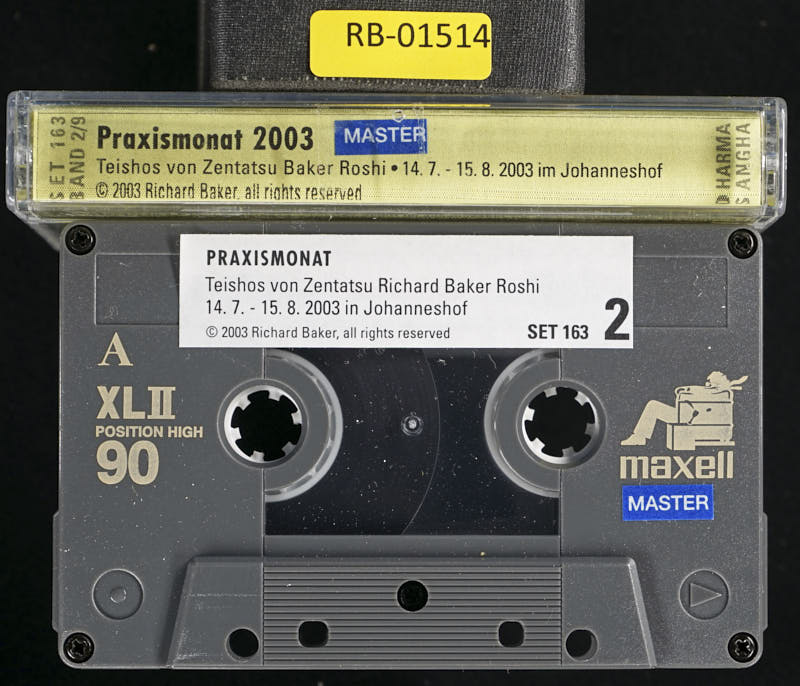 RB-01514
SET 163
BAND 2/9
Praxismonat 2003 MASTER
Teishos von Zentatsu Baker Roshi • 14. 7. - 15. 8. 2003 im Johanneshof
© 2003 Richard Baker, all rights reserved
DHARMA
SANGHA
PRAXISMONAT
Teishos von Zentatsu Richard Baker Roshi
14. 7. - 15. 8. 2003 in Johanneshof
© 2003 Richard Baker, all rights reserved SET 163 2
A
XLII
POSITION HIGH
90
maxell
MASTER